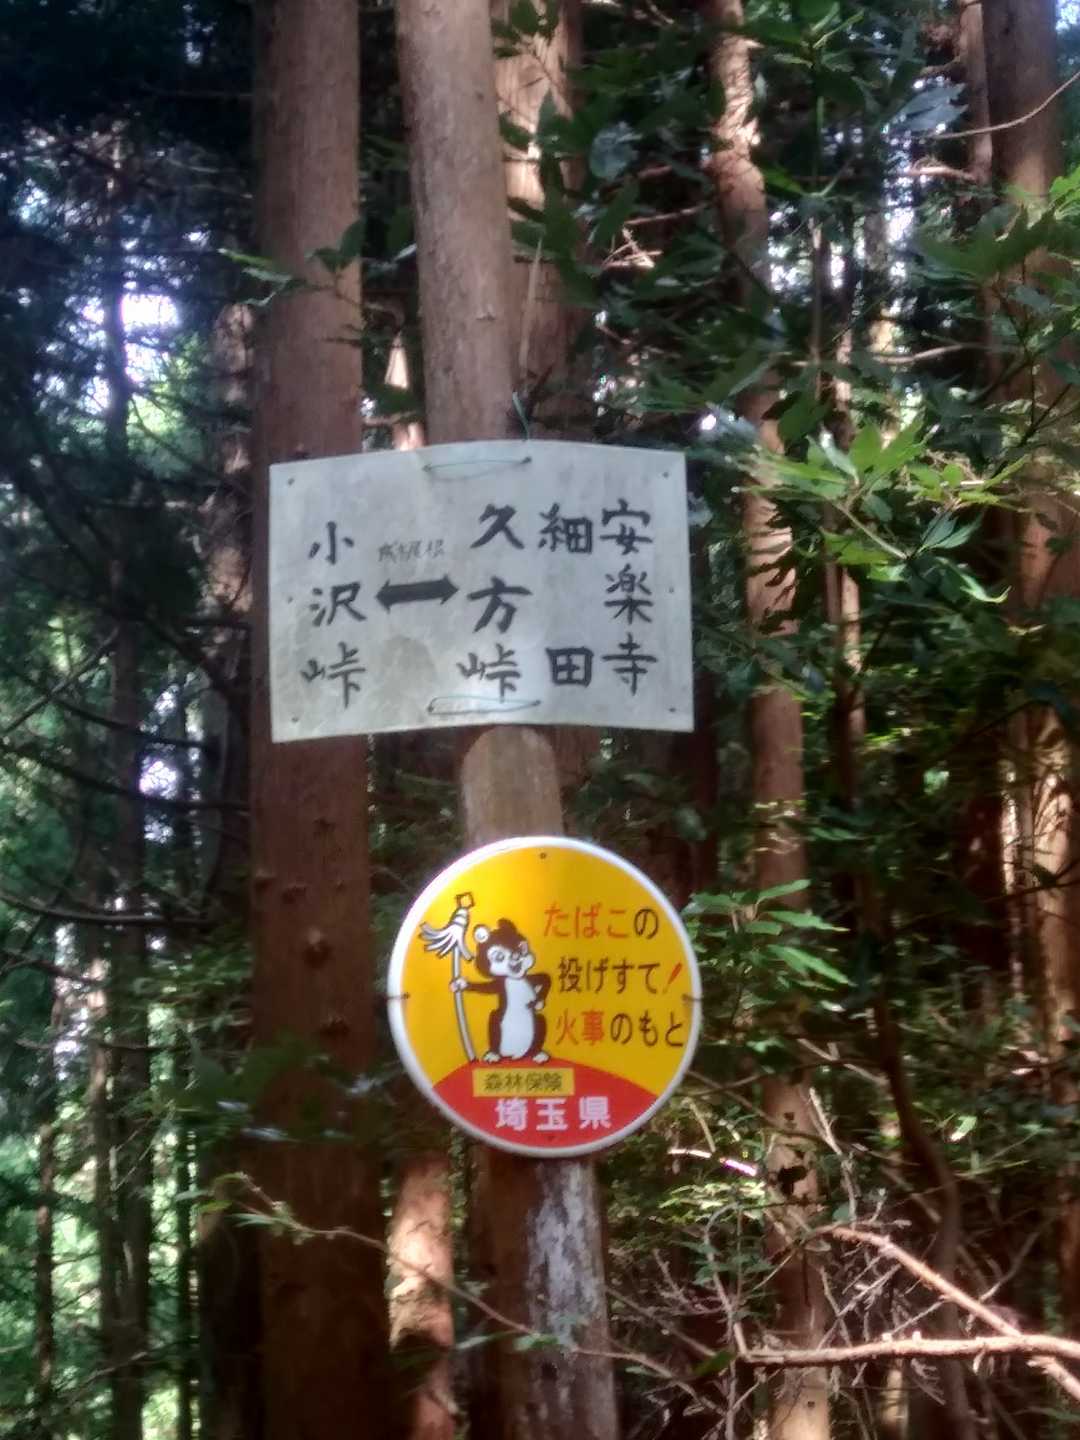 安楽寺
細田
久方峠
小沢峠
たばこの
投げすて!
火事のもと
森林保険
埼玉県